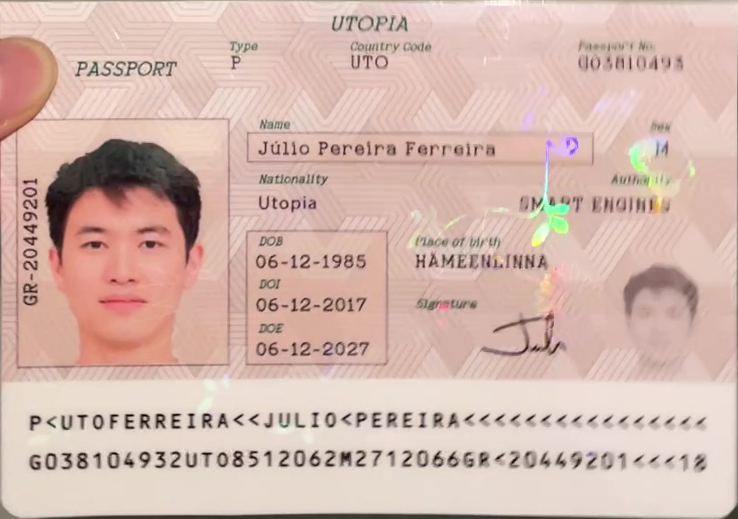 UTOPIA
PASSPORT
Type
P
Country Code
UTO
Passport No.
G03810493
Name
Júlio Pereira Ferreira
Sex
M
Nationality
Utopia
Authority
SMART ENGINES
GR-20449201
DOB
06-12-1985
Place of birth
HÄMEENLINNA
DOI
06-12-2017
Signature
DOE
06-12-2027
P<UTOFERREIRA<<JULIO<PEREIRA<<<<<<<<<<<<<<<<
G038104932UTO8512062M2712066GR<20449201<<<18